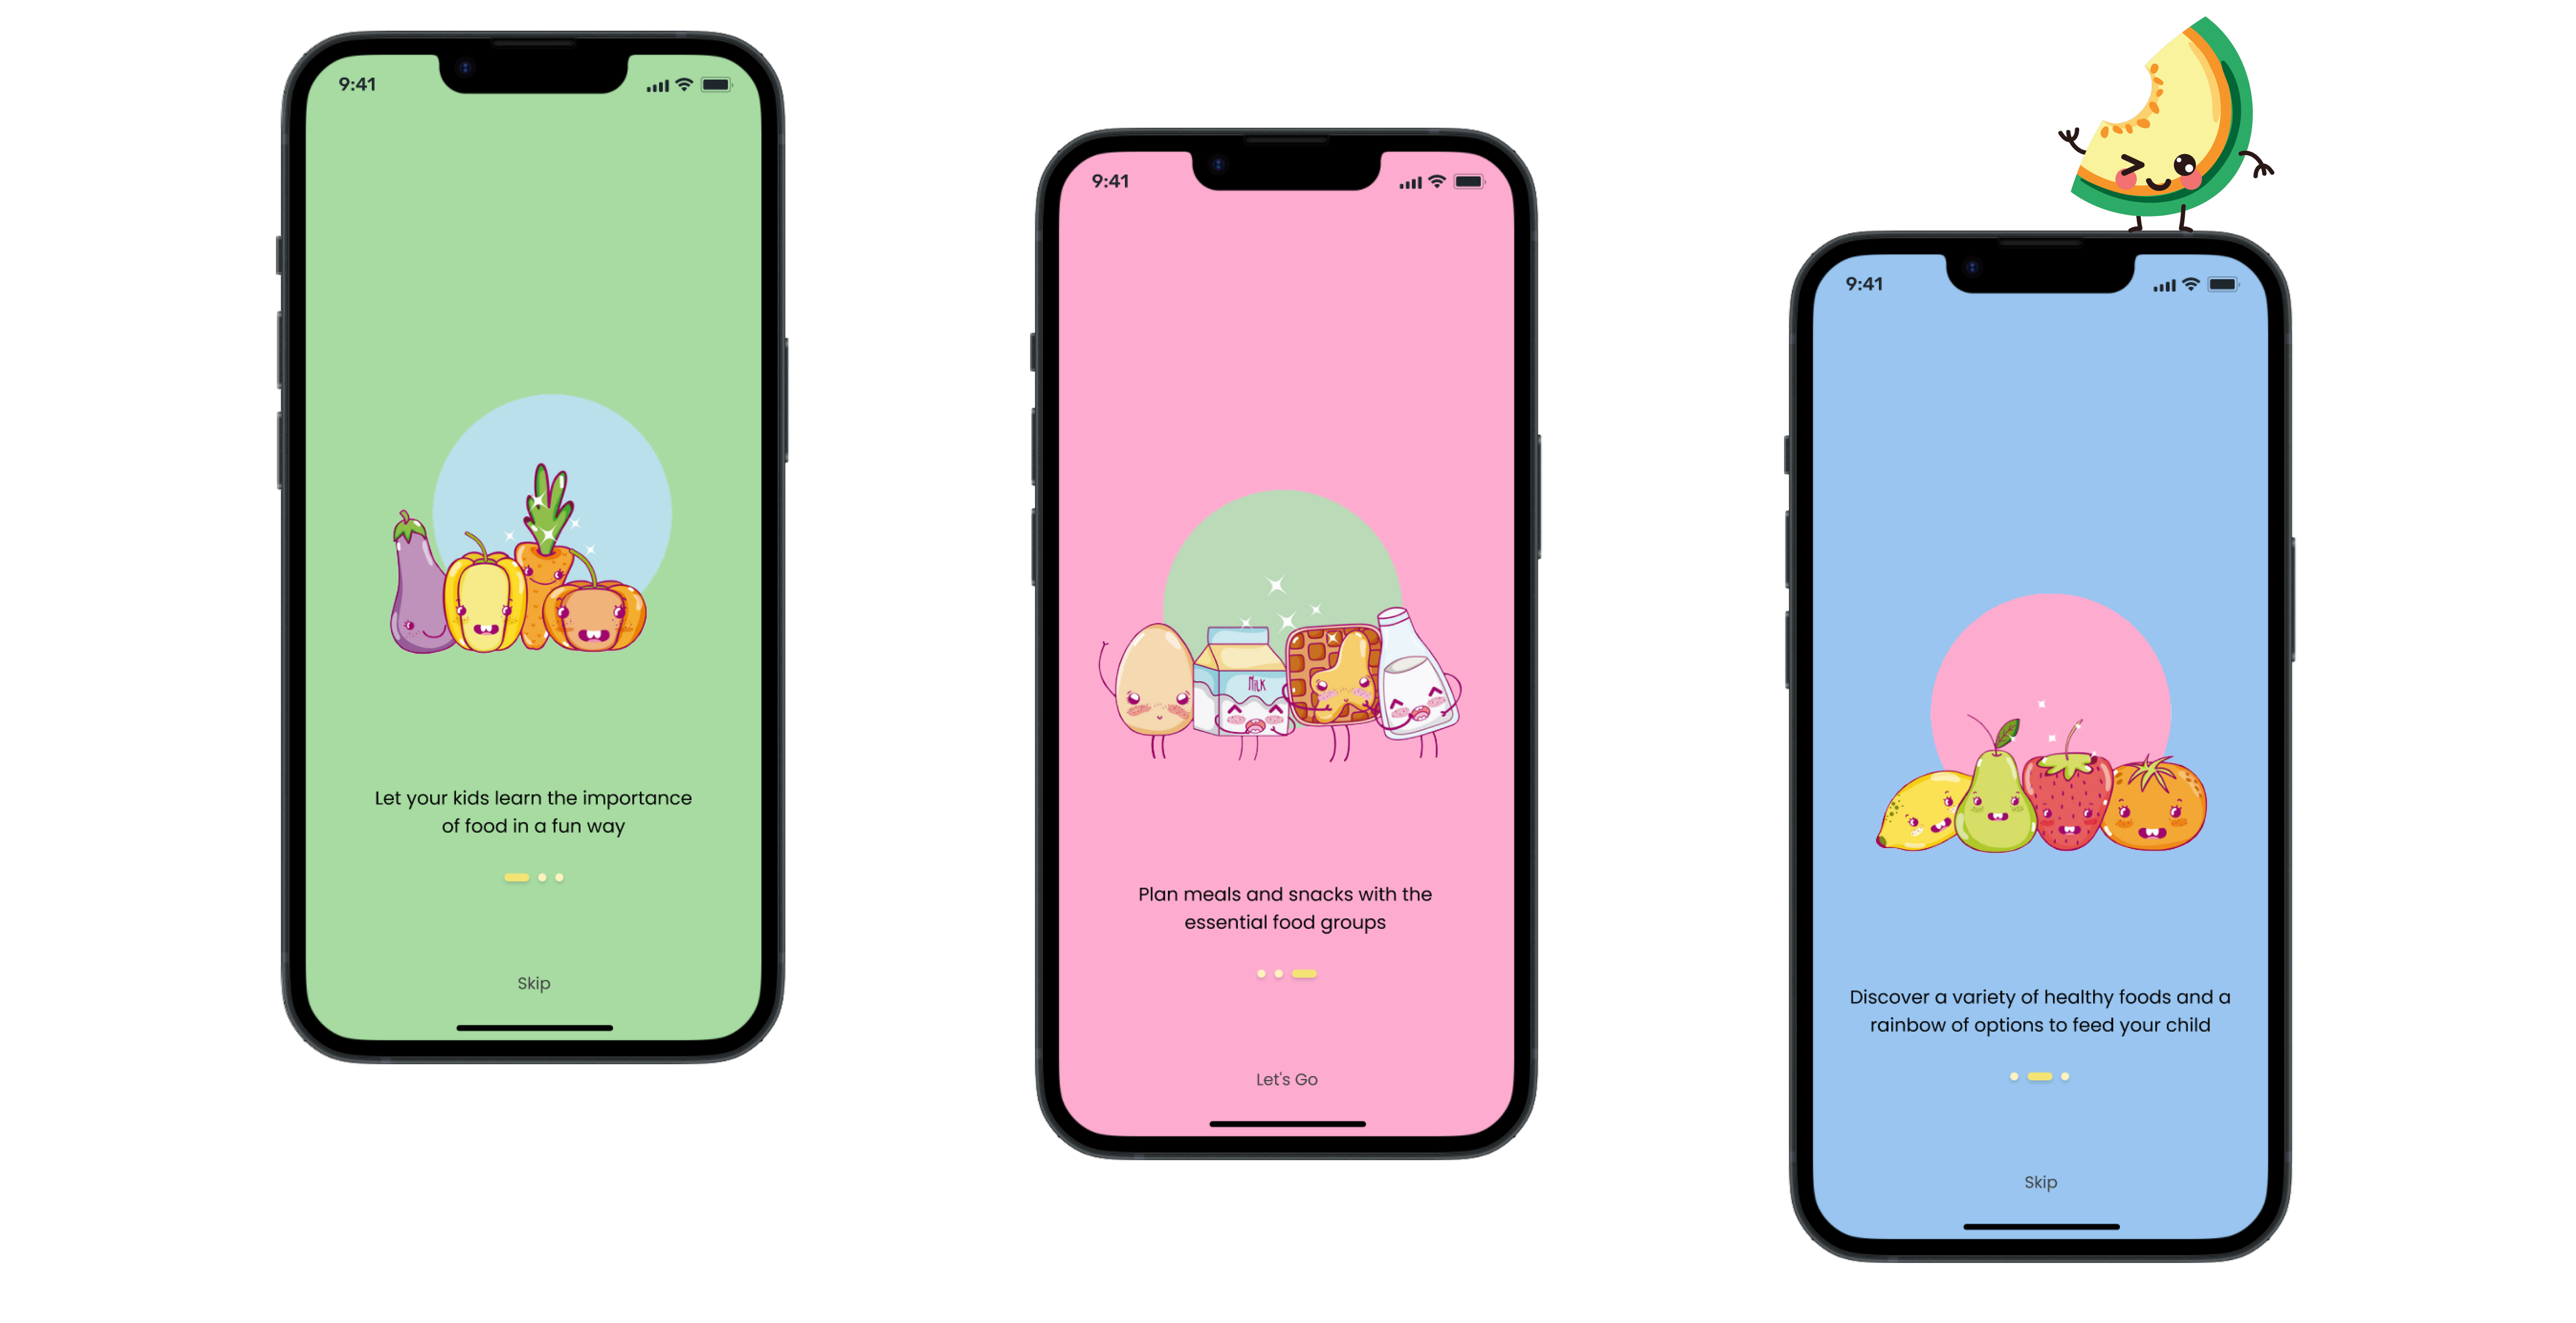 9:41
Let your kids learn the importance
of food in a fun way
Skip
9:41
MILK
Plan meals and snacks with the
essential food groups
Let's Go
9:41
Discover a variety of healthy foods and a
rainbow of options to feed your child
Skip